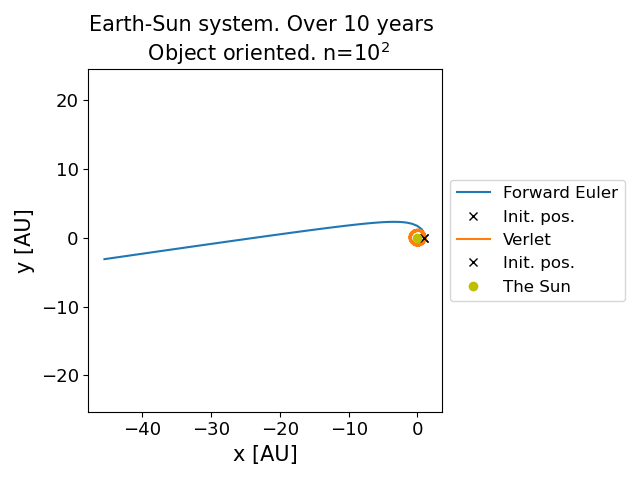 Earth-Sun system. Over 10 years
Object oriented. n=10²
y [AU]
20
10
0
−10
−20
−40
−30
−20
−10
0
x [AU]
Forward Euler
Init. pos.
Verlet
Init. pos.
The Sun